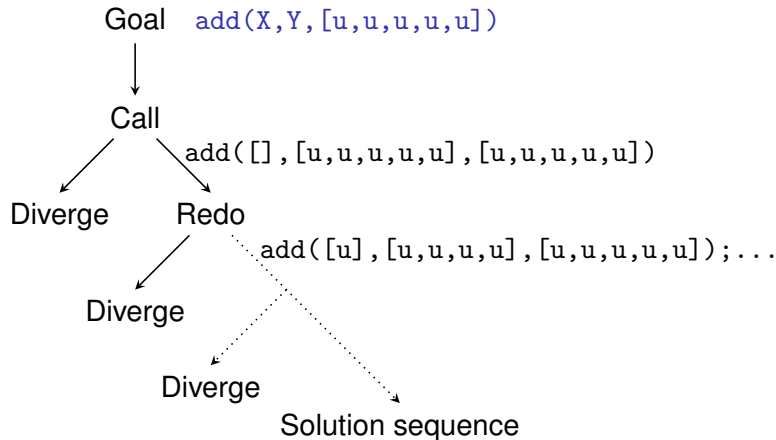 Goal add(X,Y,[u,u,u,u,u])
Call
add([],[u,u,u,u,u],[u,u,u,u,u])
Diverge Redo
add([u],[u,u,u,u],[u,u,u,u,u]);...
Diverge
Diverge
Solution sequence